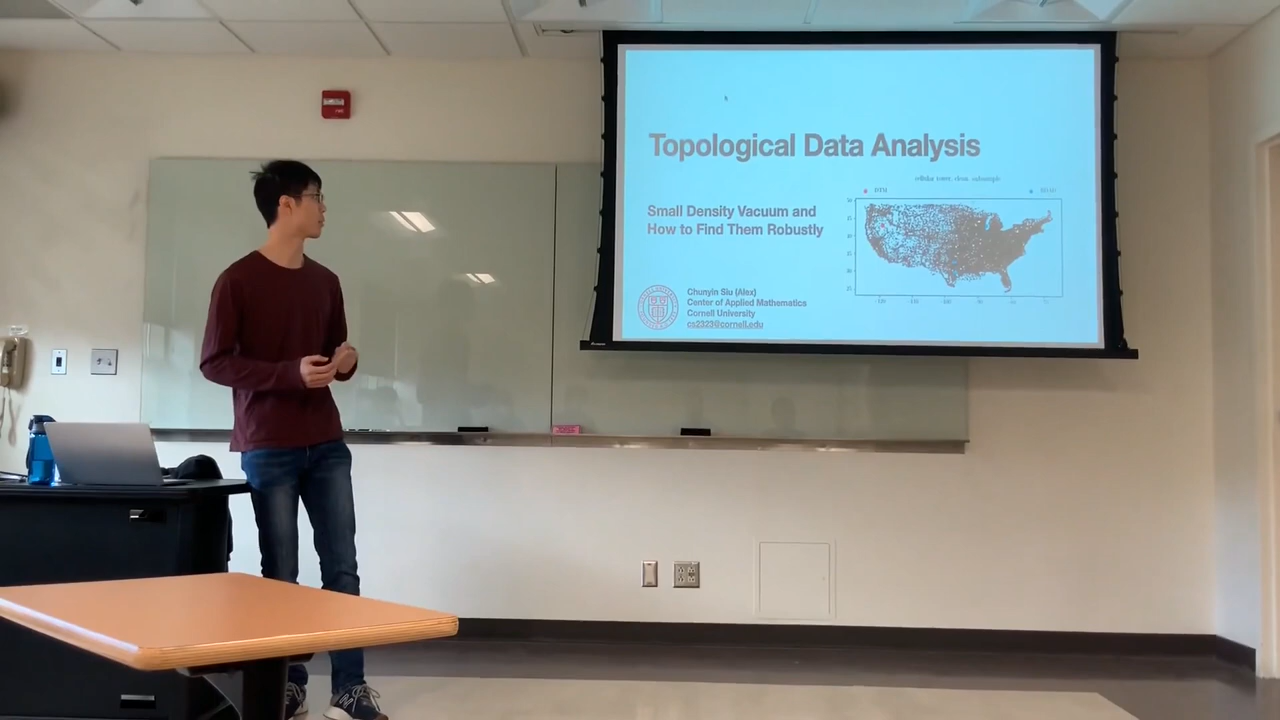 Topological Data Analysis
Small Density Vacuum and
How to Find Them Robustly
Chunyin Siu (Alex)
Center of Applied Mathematics
Cornell University
cs2323@cornell.edu